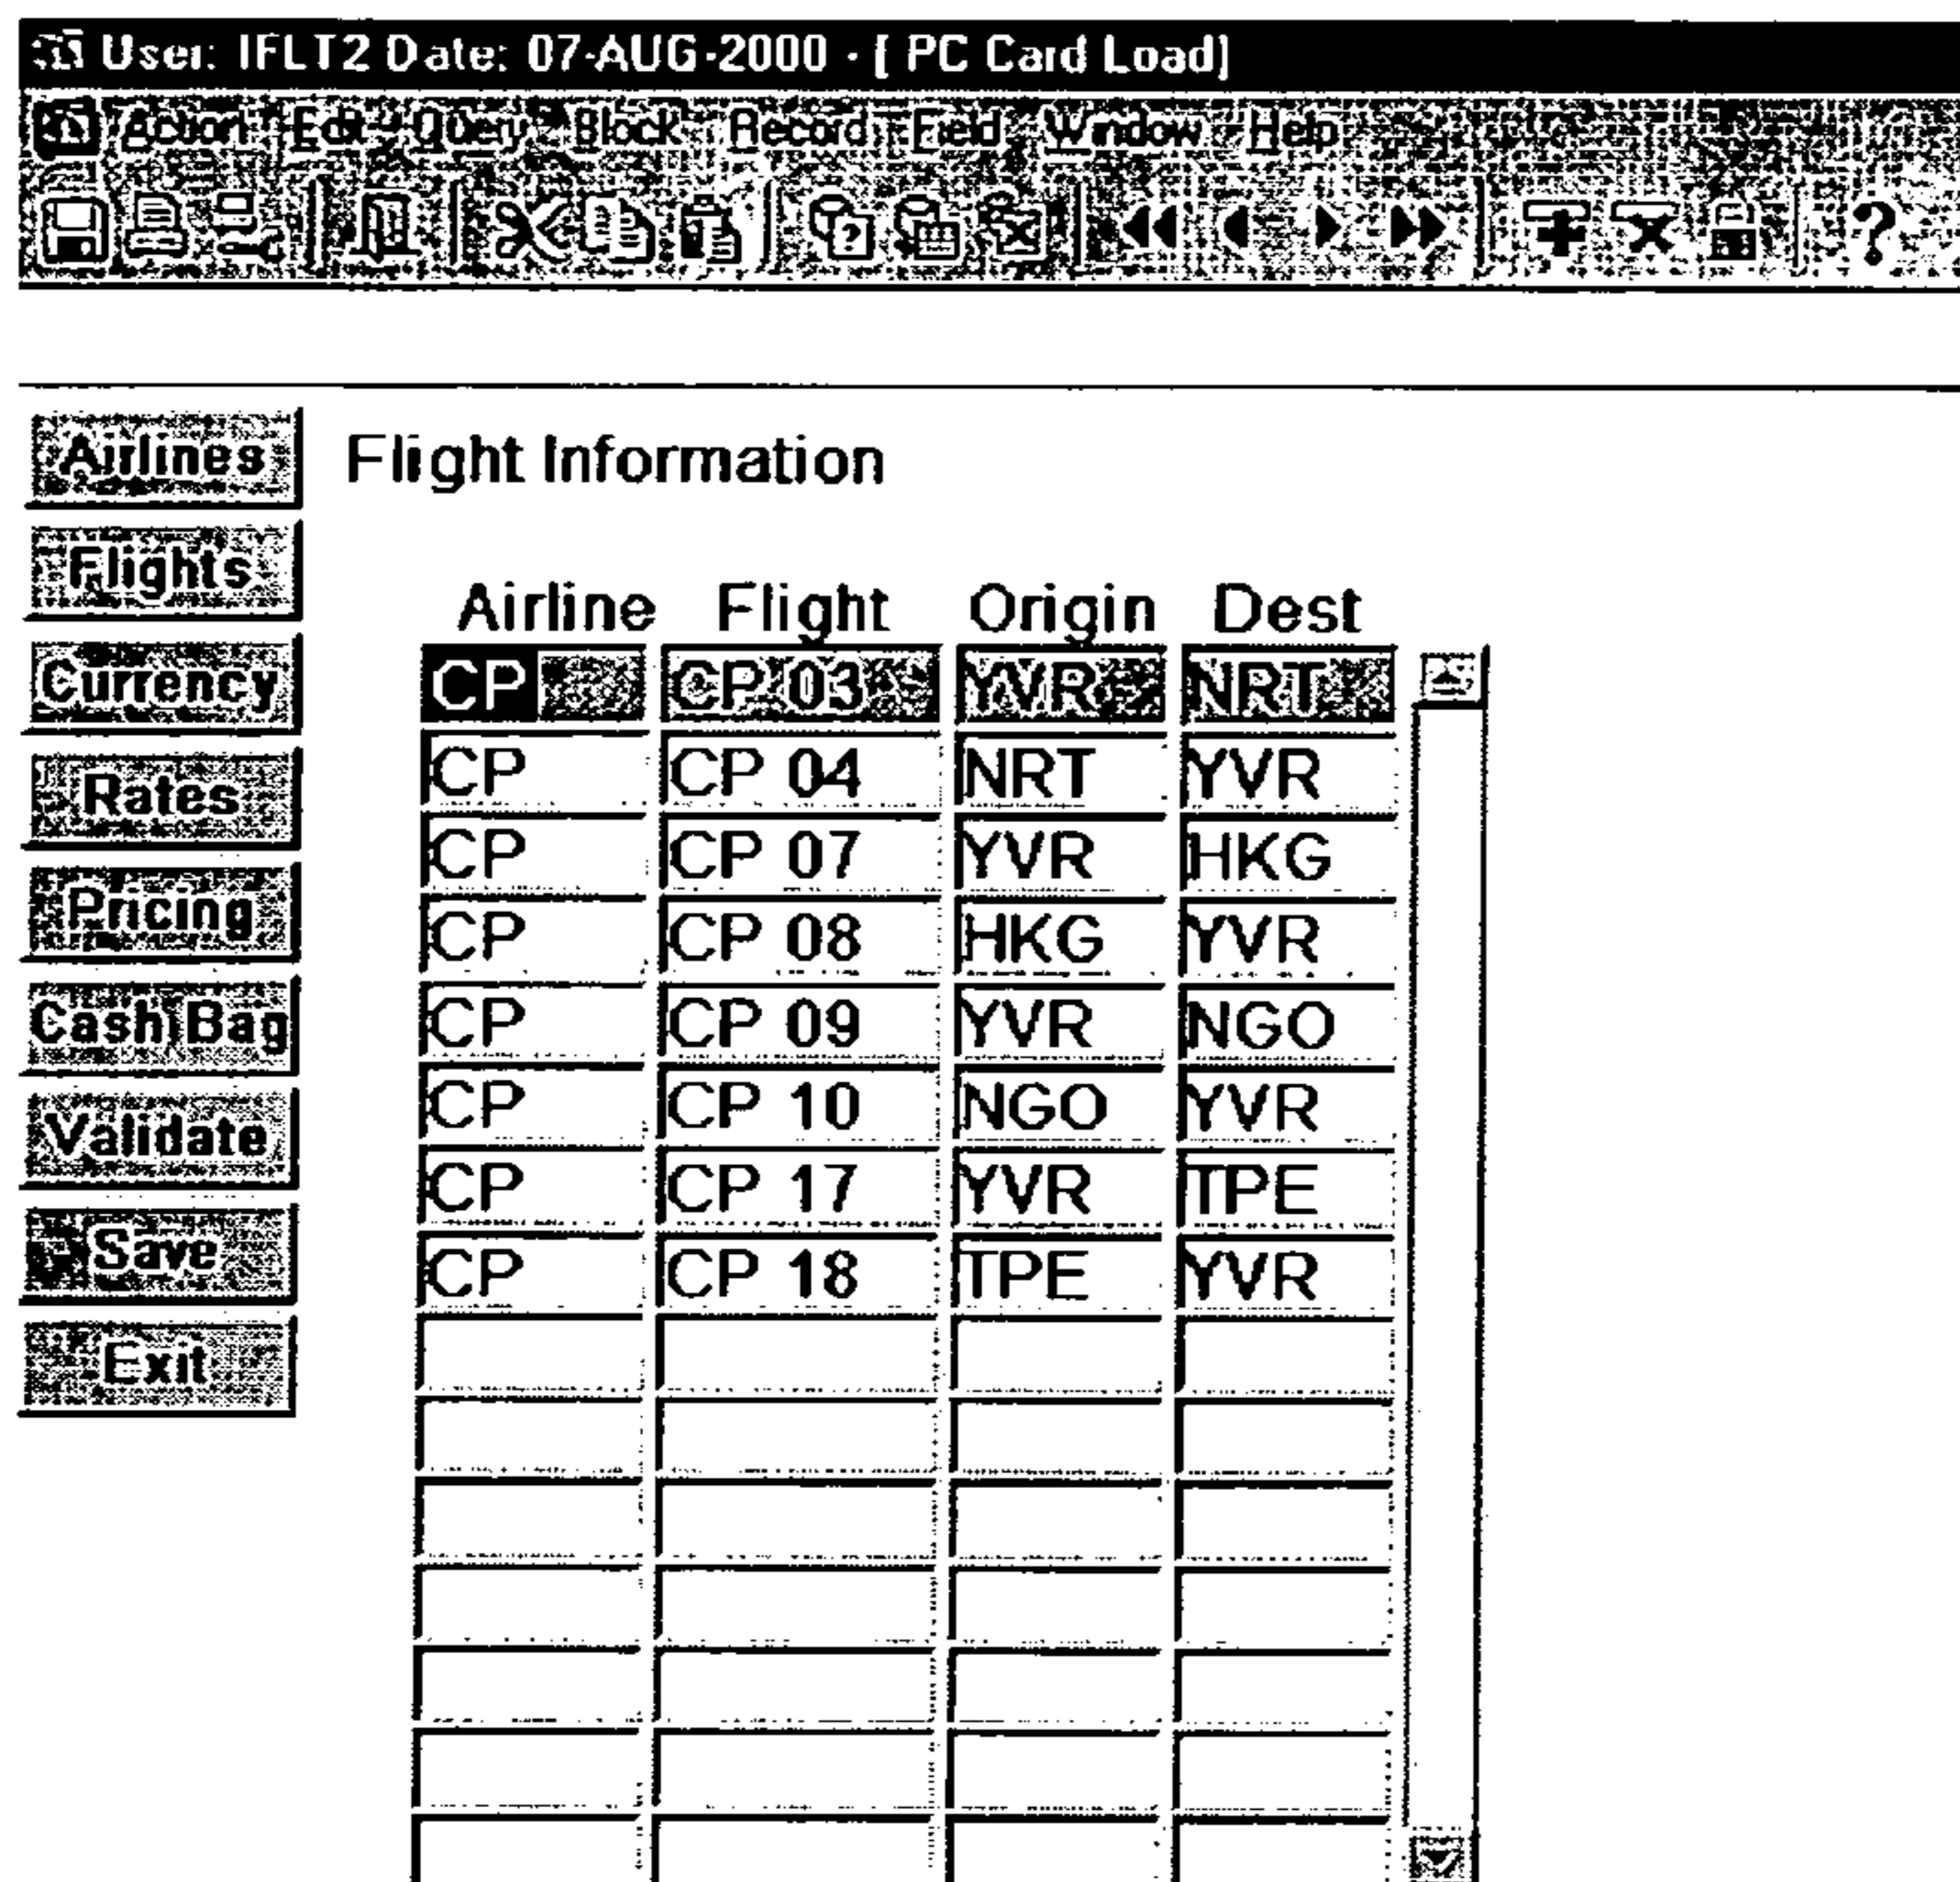 User: IFLT2 Date: 07-AUG-2000 - [ PC Card Load]
Action Edit Query Block Record Field Window Help
Airlines
Flights
Currency
Rates
Pricing
Cash Bag
Validate
Save
Exit
Flight Information
Airline Flight Origin Dest
CP CP 03 YVR NRT
CP CP 04 NRT YVR
CP CP 07 YVR HKG
CP CP 08 HKG YVR
CP CP 09 YVR NGO
CP CP 10 NGO YVR
CP CP 17 YVR TPE
CP CP 18 TPE YVR